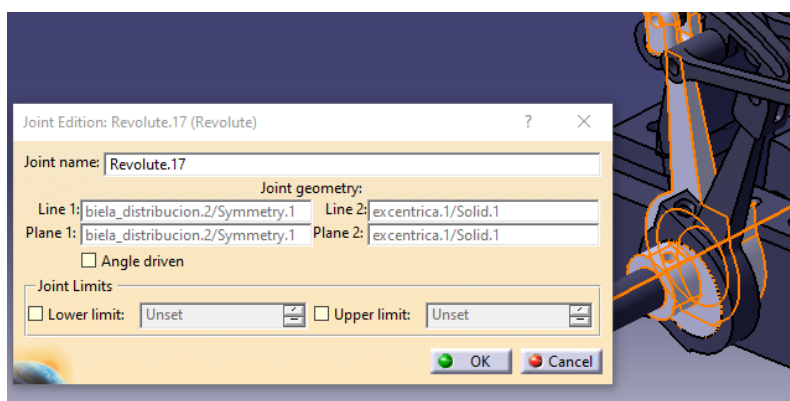 Joint Edition: Revolute.17 (Revolute) ?
Joint name: Revolute.17
Joint geometry:
Line 1: biela_distribucion.2/Symmetry.1 Line 2: excentrica.1/Solid.1
Plane 1: biela_distribucion.2/Symmetry.1 Plane 2: excentrica.1/Solid.1
Angle driven
Joint Limits
Lower limit: Unset Upper limit: Unset
OK Cancel